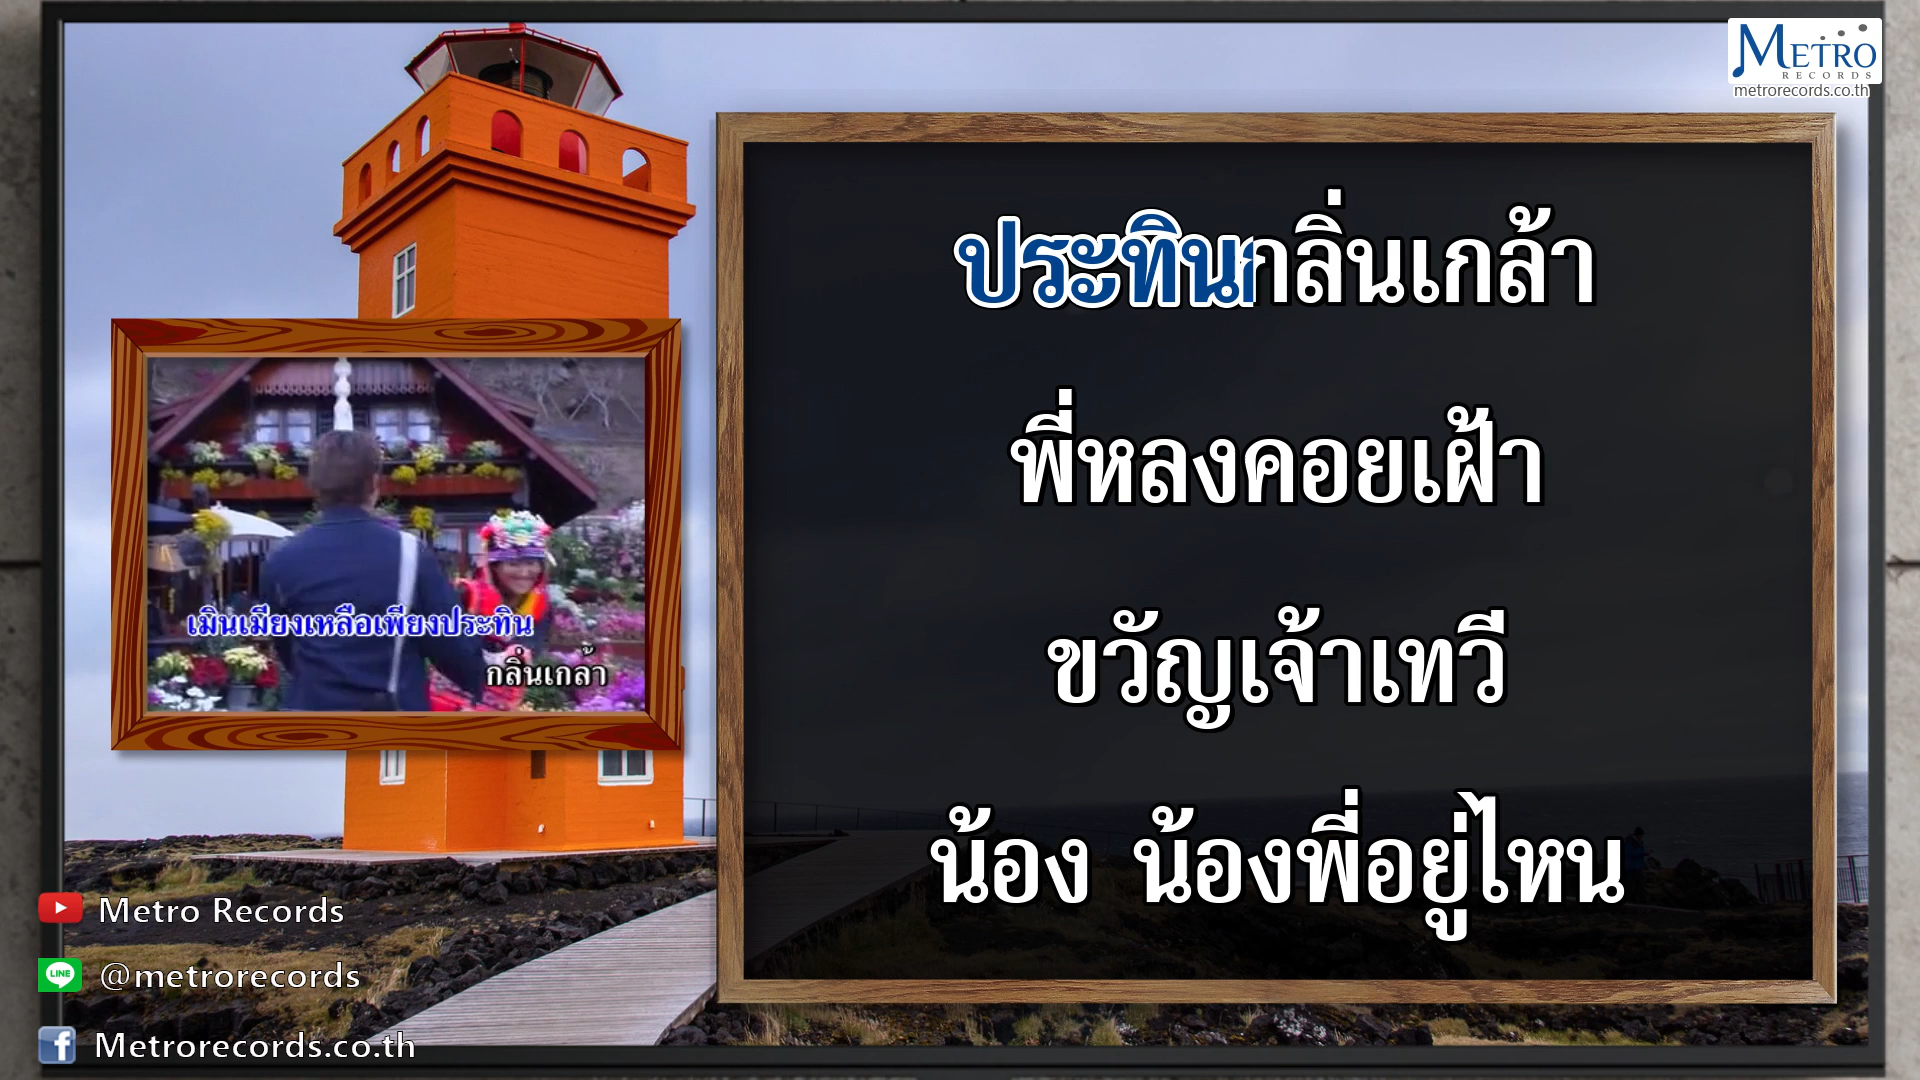 METRO
RECORDS
metrorecords.co.th
ประทินกลิ่นเกล้า
พี่หลงคอยเฝ้า
ขวัญเจ้าเทวี
น้อง น้องพี่อยู่ไหน
เมินเมียงเหลือเพียงประทิน
กลิ่นเกล้า
Metro Records
LINE
@metrorecords
f
Metrorecords.co.th